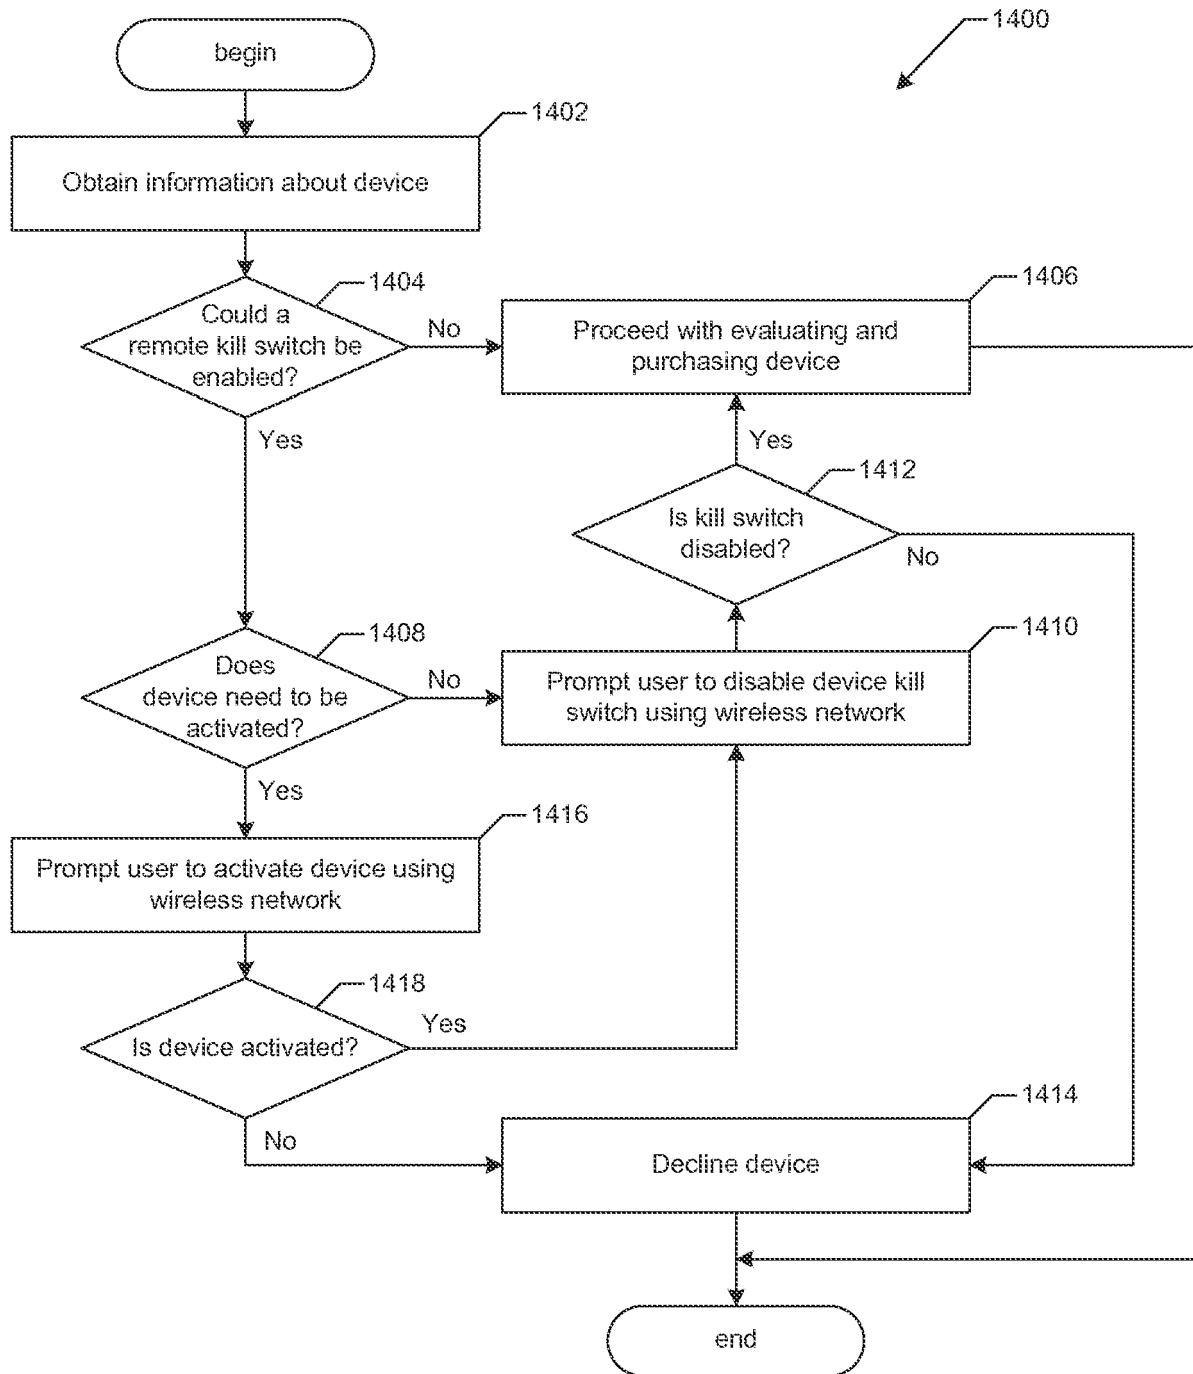 1400
begin
1402
Obtain information about device
1404
Could a
remote kill switch be
enabled?
No
Yes
1406
Proceed with evaluating and
purchasing device
Yes
1412
Is kill switch
disabled?
No
1408
Does
device need to be
activated?
No
Yes
1410
Prompt user to disable device kill
switch using wireless network
1416
Prompt user to activate device using
wireless network
1418
Is device activated?
Yes
No
1414
Decline device
end